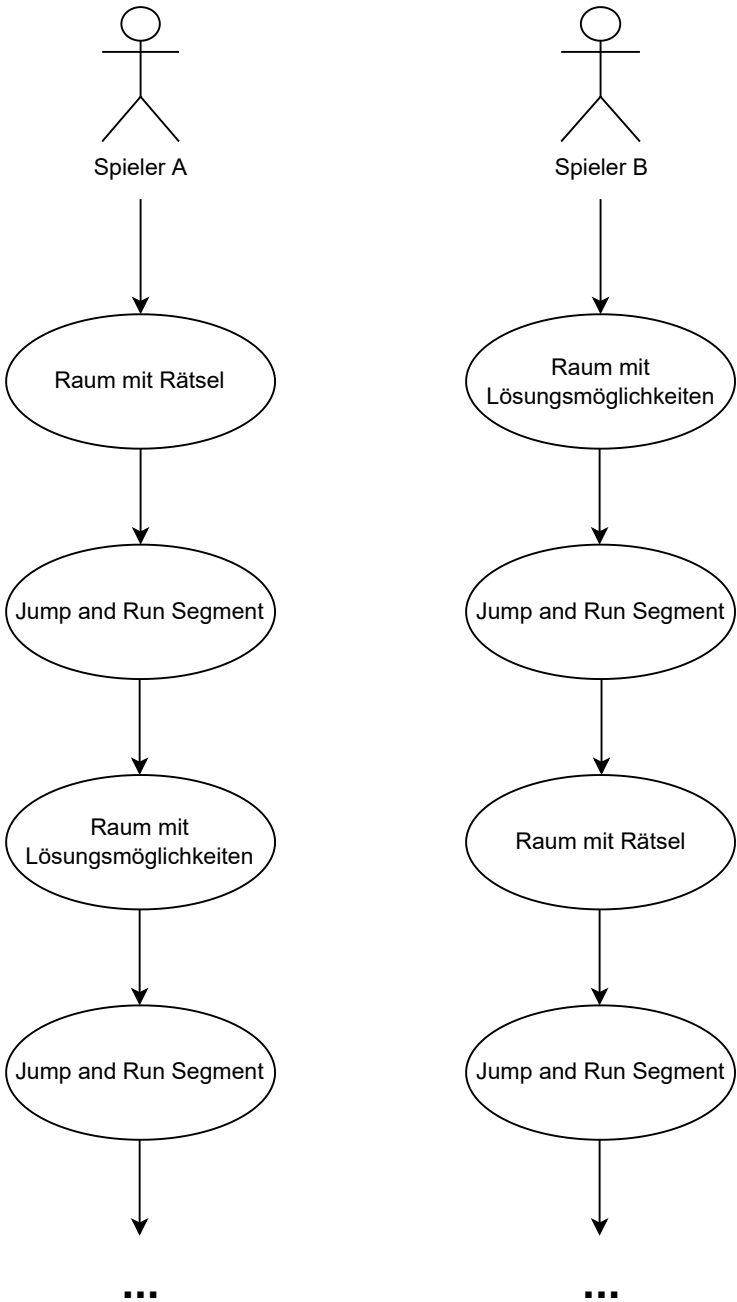 Spieler A
Spieler B
Raum mit Rätsel
Raum mit
Lösungsmöglichkeiten
Jump and Run Segment
Jump and Run Segment
Raum mit
Lösungsmöglichkeiten
Raum mit Rätsel
Jump and Run Segment
Jump and Run Segment
...
...